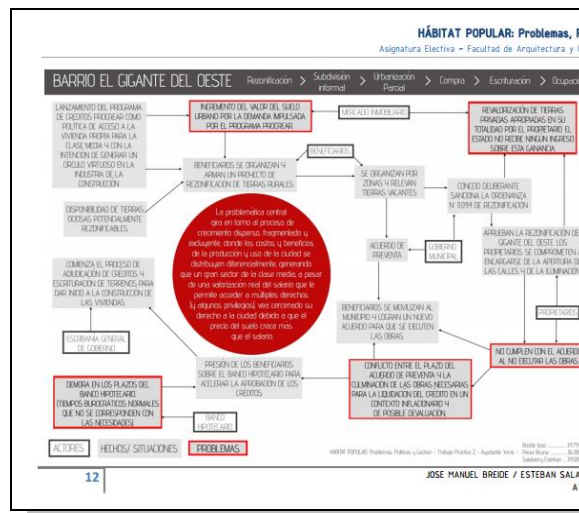 HÁBITAT POPULAR: Problemas, P
Asignatura Electiva – Facultad de Arquitectura y
BARRIO EL GIGANTE DEL OESTE
Rezonificación > Subdivisión informal > Urbanización Parcial > Compra > Escrituración > Ocupac
LANZAMIENTO DEL PROGRAMA
DE CRÉDITOS PROCREAR COMO
POLÍTICA DE ACCESO A LA
VIVIENDA PROPIA PARA LA
CLASE MEDIA Y CON LA
INTENCIÓN DE GENERAR UN
CÍRCULO VIRTUOSO EN LA
INDUSTRIA DE LA
CONSTRUCCIÓN
INCREMENTO DEL VALOR DEL SUELO
URBANO POR LA DEMANDA IMPULSADA
POR EL PROGRAMA PROCREAR.
MERCADO INMOBILIARIO
REVALORIZACIÓN DE TIERRAS
PRIVADAS APROPIADAS EN SU
TOTALIDAD POR EL PROPIETARIO. EL
ESTADO NO RECIBE NINGUN INGRESO
SOBRE ESTA GANANCIA.
BENEFICIARIOS
BENEFICIARIOS SE ORGANIZAN Y
ARMAN UN PROYECTO DE
REZONIFICACIÓN DE TIERRAS RURALES.
SE ORGANIZAN POR
ZONAS Y RELEVAN
TIERRAS VACANTES.
CONCEJO DELIBERANTE
SANCIONA LA ORDENANZA
N° 11.094 DE REZONIFICACIÓN
DISPONIBILIDAD DE TIERRAS
OCIOSAS POTENCIALMENTE
REZONIFICABLES.
La problemática central
gira en torno al proceso de
crecimiento disperso, fragmentado y
excluyente, donde los costos y beneficios
de la producción y uso de la ciudad se
distribuyen diferencialmente, generando
que un gran sector de la clase media, a pesar
de una valorización real del salario que le
permite acceder a múltiples derechos
(y algunos privilegios), vea cercenado su
derecho a la ciudad debido a que el
precio del suelo crece mas
que el salario.
ACUERDO DE
PREVENTA
GOBIERNO
MUNICIPAL
APRUEBAN LA REZONIFICACIÓN DE
GIGANTE DEL OESTE. LOS
PROPIETARIOS SE COMPROMETEN A
ENCARGARSE DE LA APERTURA D
LAS CALLES Y DE LA ILUMINACIÓN
COMIENZA EL PROCESO DE
ADJUDICACIÓN DE CRÉDITOS Y
ESCRITURACIÓN DE TERRENOS PARA
DAR INICIO A LA CONSTRUCCIÓN DE
LAS VIVIENDAS.
PROPIETARIOS
BENEFICIARIOS SE MOVILIZAN AL
MUNICIPIO Y LOGRAN UN NUEVO
ACUERDO PARA QUE SE EJECUTEN
LAS OBRAS.
ESCRIBANÍA GENERAL
DE GOBIERNO
NO CUMPLEN CON EL ACUERDO
AL NO EJECUTAR LAS OBRAS.
PRESIÓN DE LOS BENEFICIARIOS
SOBRE EL BANCO HIPOTECARIO PARA
ACELERAR LA APROBACIÓN DE LOS
CRÉDITOS
CONFLICTO ENTRE EL PLAZO DEL
ACUERDO DE PREVENTA Y LA
CULMINACIÓN DE LAS OBRAS NECESARIAS
PARA LA LIQUIDACIÓN DEL CREDITO EN UN
CONTEXTO INFLACIONARIO Y
DE POSIBLE DEVALUACIÓN.
DEMORA EN LOS PLAZOS DEL
BANCO HIPOTECARIO
(TIEMPOS BUROCRÁTICOS NORMALES
QUE NO SE CORRESPONDEN CON
LAS NECESIDADES).
BANCO
HIPOTECARIO
ACTORES
HECHOS/ SITUACIONES
PROBLEMAS
HÁBITAT POPULAR, Problemas, Políticas y Gestión - Trabajo Práctico 2 - Ayudante: Irene -
12
JOSE MANUEL BREIDE / ESTEBAN SALA
A